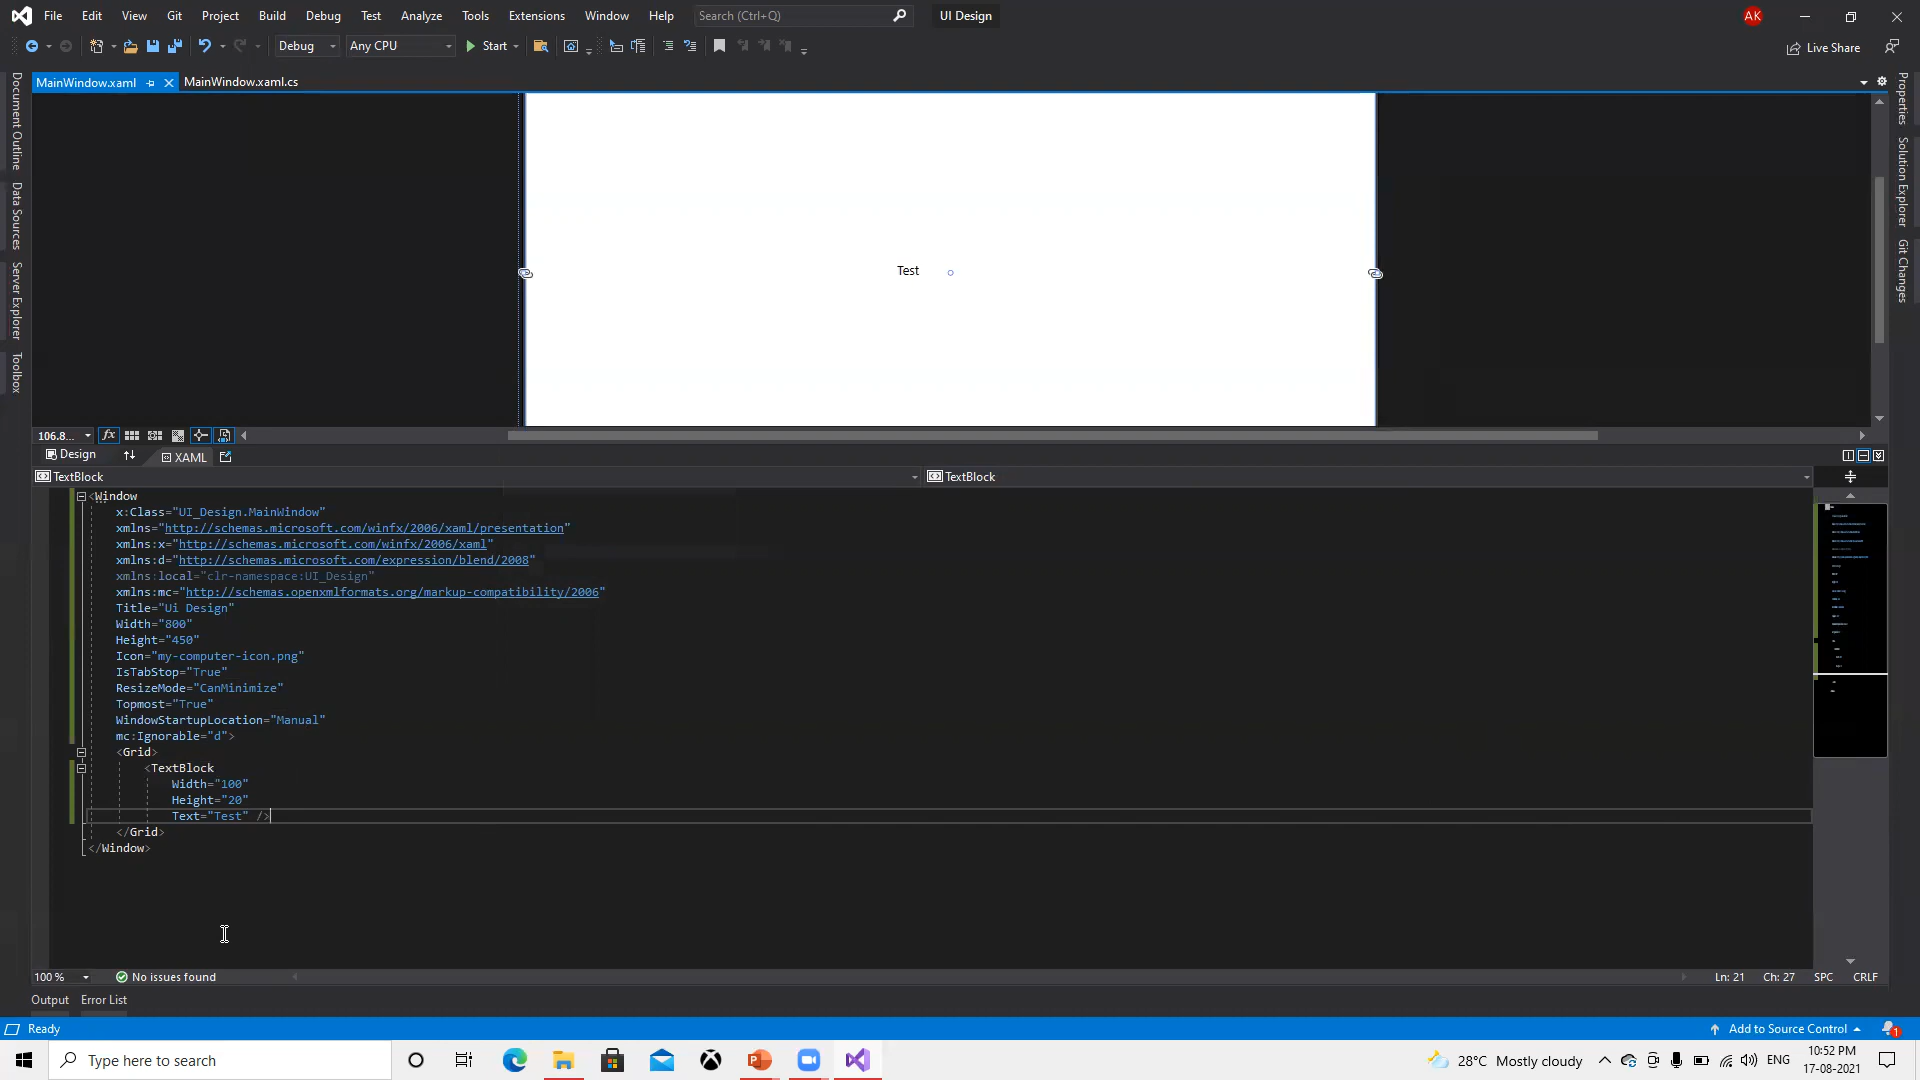 File Edit View Git Project Build Debug Test Analyze Tools Extensions Window Help Search (Ctrl+Q) UI Design AK
Debug Any CPU Start Live Share
MainWindow.xaml MainWindow.xaml.cs
Document Outline
Data Sources
Server Explorer
Toolbox
Properties
Solution Explorer
Git Changes
Test
106.8... fx
Design XAML
TextBlock TextBlock
<Window
x:Class="UI_Design.MainWindow"
xmlns="http://schemas.microsoft.com/winfx/2006/xaml/presentation"
xmlns:x="http://schemas.microsoft.com/winfx/2006/xaml"
xmlns:d="http://schemas.microsoft.com/expression/blend/2008"
xmlns:local="clr-namespace:UI_Design"
xmlns:mc="http://schemas.openxmlformats.org/markup-compatibility/2006"
Title="Ui Design"
Width="800"
Height="450"
Icon="my-computer-icon.png"
IsTabStop="True"
ResizeMode="CanMinimize"
Topmost="True"
WindowStartupLocation="Manual"
mc:Ignorable="d">
<Grid>
<TextBlock
Width="100"
Height="20"
Text="Test" />
</Grid>
</Window>
100 % No issues found Ln: 21 Ch: 27 SPC CRLF
Output Error List
Ready Add to Source Control 1
Type here to search 28°C Mostly cloudy ENG 10:52 PM
17-08-2021